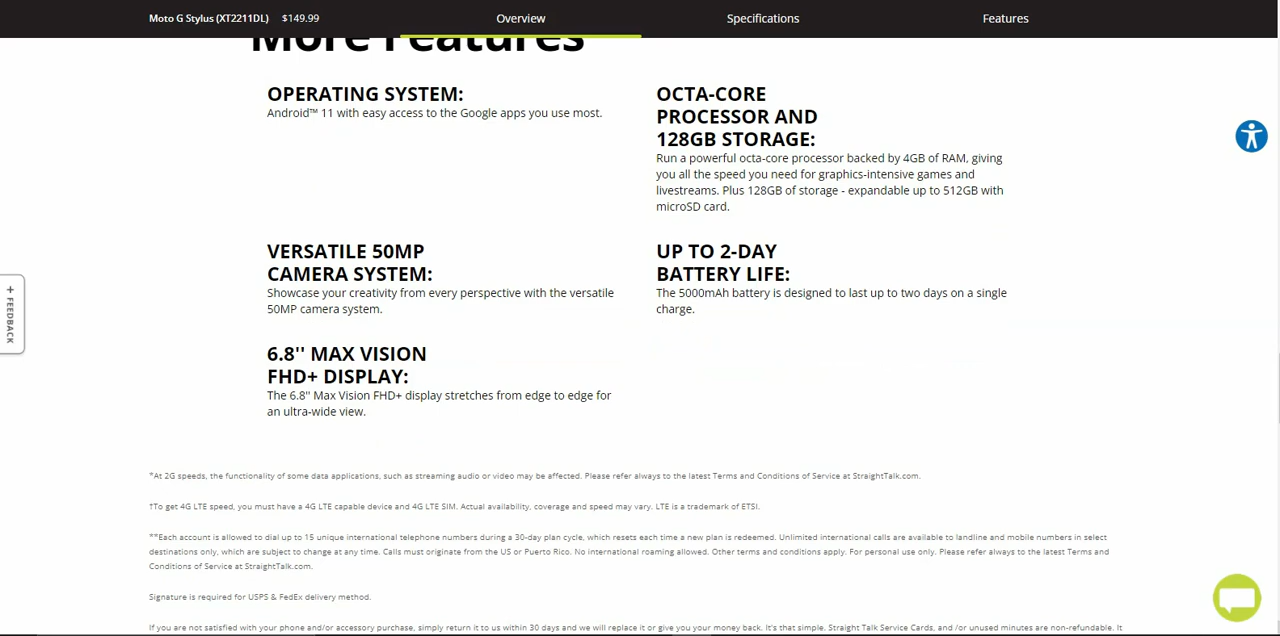 Moto G Stylus (XT2211DL) $149.99 Overview Specifications Features
More Features
OPERATING SYSTEM:
Android™ 11 with easy access to the Google apps you use most.
OCTA-CORE
PROCESSOR AND
128GB STORAGE:
Run a powerful octa-core processor backed by 4GB of RAM, giving
you all the speed you need for graphics-intensive games and
livestreams. Plus 128GB of storage - expandable up to 512GB with
microSD card.
VERSATILE 50MP
CAMERA SYSTEM:
Showcase your creativity from every perspective with the versatile
50MP camera system.
UP TO 2-DAY
BATTERY LIFE:
The 5000mAh battery is designed to last up to two days on a single
charge.
6.8'' MAX VISION
FHD+ DISPLAY:
The 6.8'' Max Vision FHD+ display stretches from edge to edge for
an ultra-wide view.
+ FEEDBACK
*At 2G speeds, the functionality of some data applications, such as streaming audio or video may be affected. Please refer always to the latest Terms and Conditions of Service at StraightTalk.com.
†To get 4G LTE speed, you must have a 4G LTE capable device and 4G LTE SIM. Actual availability, coverage and speed may vary. LTE is a trademark of ETSI.
**Each account is allowed to dial up to 15 unique international telephone numbers during a 30-day plan cycle, which resets each time a new plan is redeemed. Unlimited international calls are available to landline and mobile numbers in select
destinations only, which are subject to change at any time. Calls must originate from the US or Puerto Rico. No international roaming allowed. Other terms and conditions apply. For personal use only. Please refer always to the latest Terms and
Conditions of Service at StraightTalk.com.
Signature is required for USPS & FedEx delivery method.
If you are not satisfied with your phone and/or accessory purchase, simply return it to us within 30 days and we will replace it or give you your money back. It's that simple. Straight Talk Service Cards, and /or unused minutes are non-refundable. It